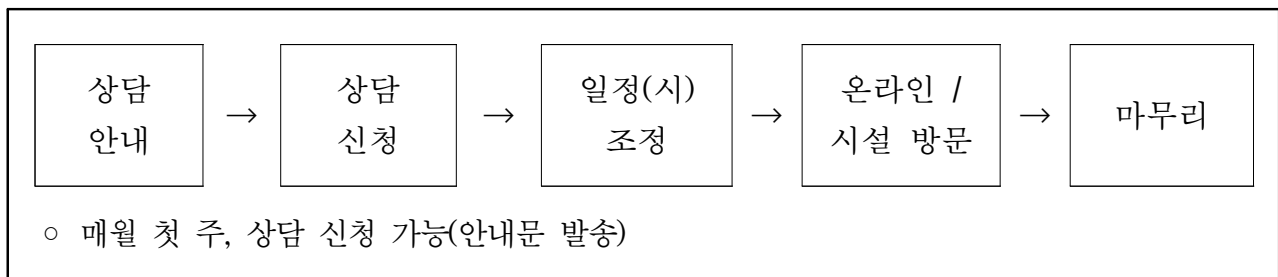 상담
안내
→
상담
신청
→
일정(시)
조정
→
온라인 /
시설 방문
→
마무리
○ 매월 첫 주, 상담 신청 가능(안내문 발송)